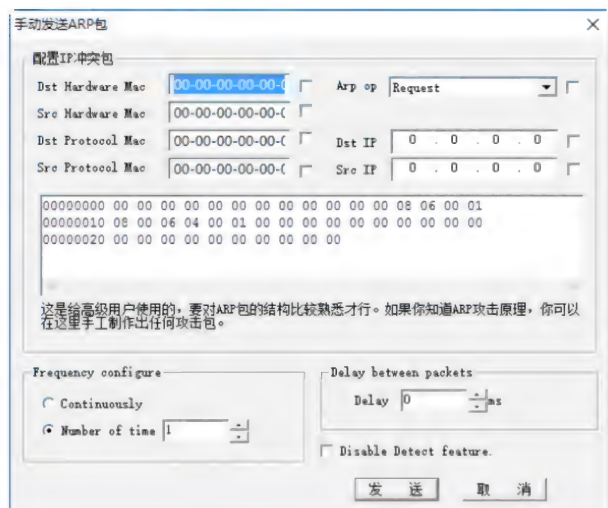 手动发送ARP包
配置IP冲突包
Dst Hardware Mac 00-00-00-00-00-0 Arp op Request
Src Hardware Mac 00-00-00-00-00-(
Dst Protocol Mac 00-00-00-00-00-( Dst IP 0 . 0 . 0 . 0
Src Protocol Mac 00-00-00-00-00-( Src IP 0 . 0 . 0 . 0
00000000 00 00 00 00 00 00 00 00 00 00 00 00 08 06 00 01
00000010 08 00 06 04 00 01 00 00 00 00 00 00 00 00 00 00
00000020 00 00 00 00 00 00 00 00 00 00
这是给高级用户使用的，要对ARP包的结构比较熟悉才行。如果你知道ARP攻击原理，你可以
在这里手工制作出任何攻击包。
Frequency configure Delay between packets
Continuously Delay 0 ms
Number of time 1
Disable Detect feature.
发 送 取 消